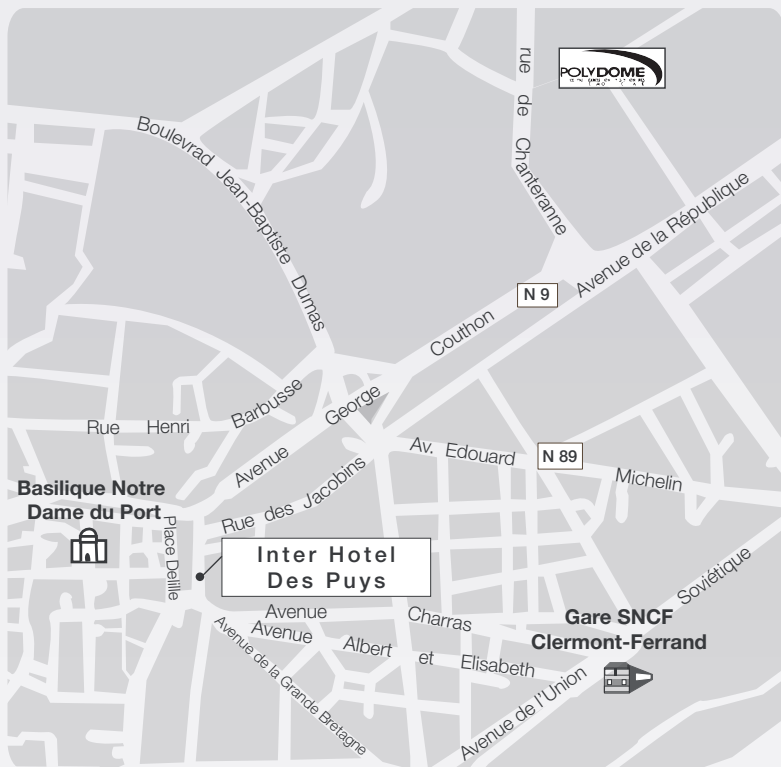 rue de Chanteranne
POLYDOME
Boulevrad Jean-Baptiste Dumas
Avenue de la République
N 9
Couthon
George
Avenue
Barbusse
Rue Henri
Av. Edouard
N 89
Michelin
Rue des Jacobins
Basilique Notre
Dame du Port
Place Delille
Inter Hotel
Des Puys
Soviétique
Avenue Charras
Gare SNCF
Clermont-Ferrand
Avenue Albert et Elisabeth
Avenue de la Grande Bretagne
Avenue de l'Union